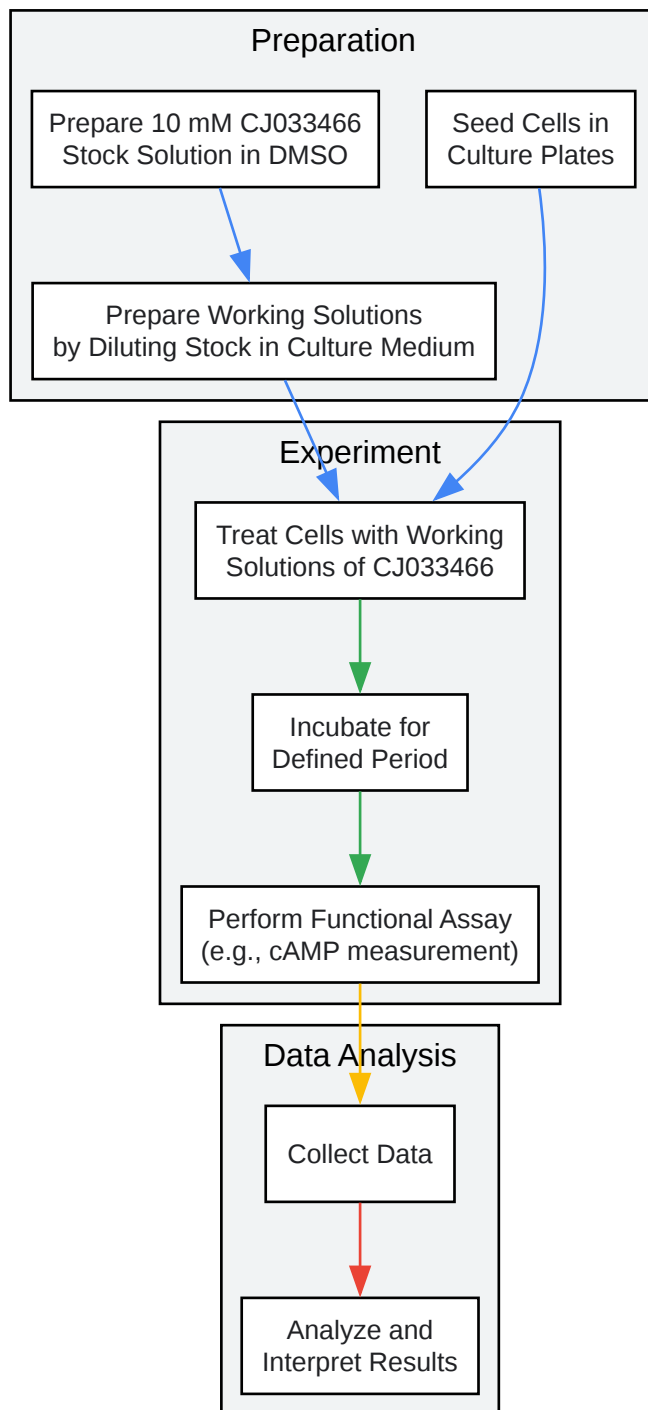 Preparation
Prepare 10 mM CJ033466
Stock Solution in DMSO
Seed Cells in
Culture Plates
Prepare Working Solutions
by Diluting Stock in Culture Medium
Experiment
Treat Cells with Working
Solutions of CJ033466
Incubate for
Defined Period
Perform Functional Assay
(e.g., cAMP measurement)
Data Analysis
Collect Data
Analyze and
Interpret Results